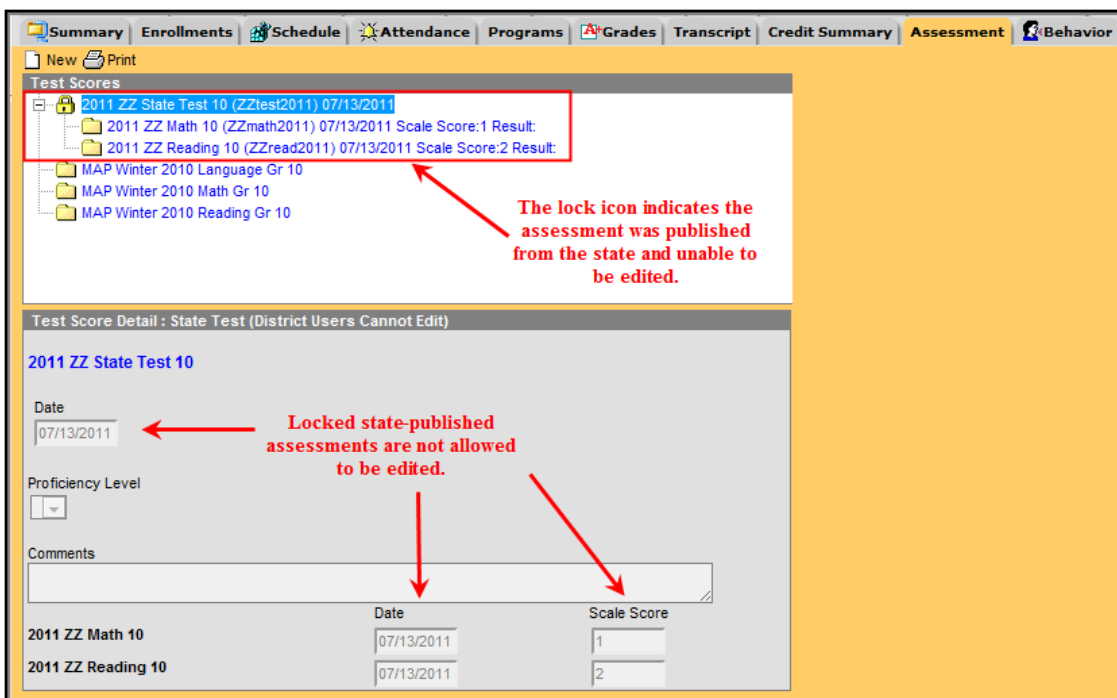 Summary Enrollments Schedule Attendance Programs A+ Grades Transcript Credit Summary Assessment Behavior
New Print
Test Scores
2011 ZZ State Test 10 (ZZtest2011) 07/13/2011
2011 ZZ Math 10 (ZZmath2011) 07/13/2011 Scale Score:1 Result:
2011 ZZ Reading 10 (ZZread2011) 07/13/2011 Scale Score:2 Result:
MAP Winter 2010 Language Gr 10
MAP Winter 2010 Math Gr 10
MAP Winter 2010 Reading Gr 10
The lock icon indicates the
assessment was published
from the state and unable to
be edited.
Test Score Detail : State Test (District Users Cannot Edit)
2011 ZZ State Test 10
Date
07/13/2011
Locked state-published
assessments are not allowed
to be edited.
Proficiency Level
Comments
Date Scale Score
2011 ZZ Math 10 07/13/2011 1
2011 ZZ Reading 10 07/13/2011 2